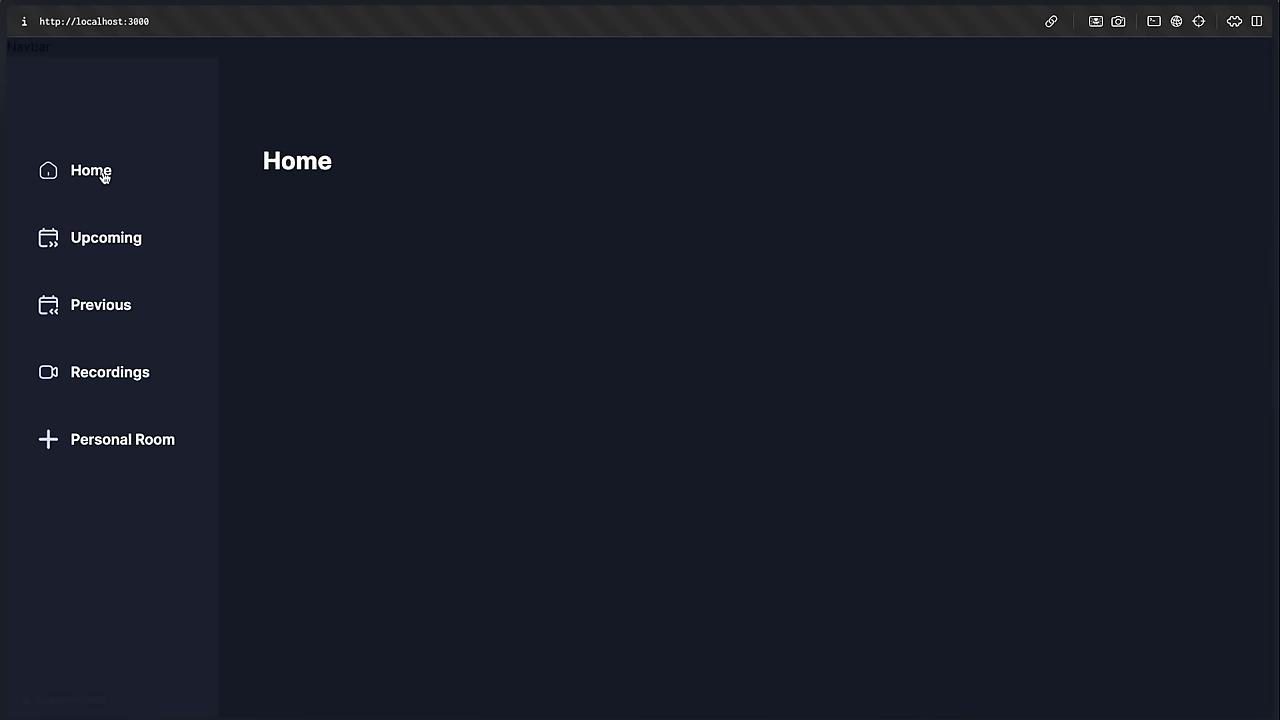 http://localhost:3000
Navbar
Home
Home
Upcoming
Previous
Recordings
Personal Room